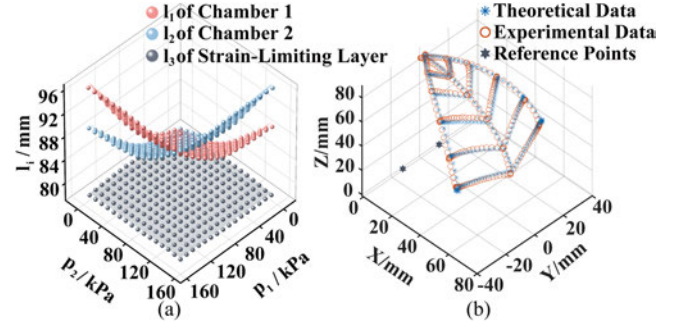 l₁ of Chamber 1
l₂ of Chamber 2
l₃ of Strain-Limiting Layer
96
92
88
84
80
lᵢ / mm
0
40
80
120
160
p₂ / kPa
0
40
80
120
160
p₁ / kPa
(a)
Theoretical Data
Experimental Data
Reference Points
80
60
40
20
0
Z/mm
0
20
40
60
80
X/mm
40
20
0
-20
-40
Y/mm
(b)